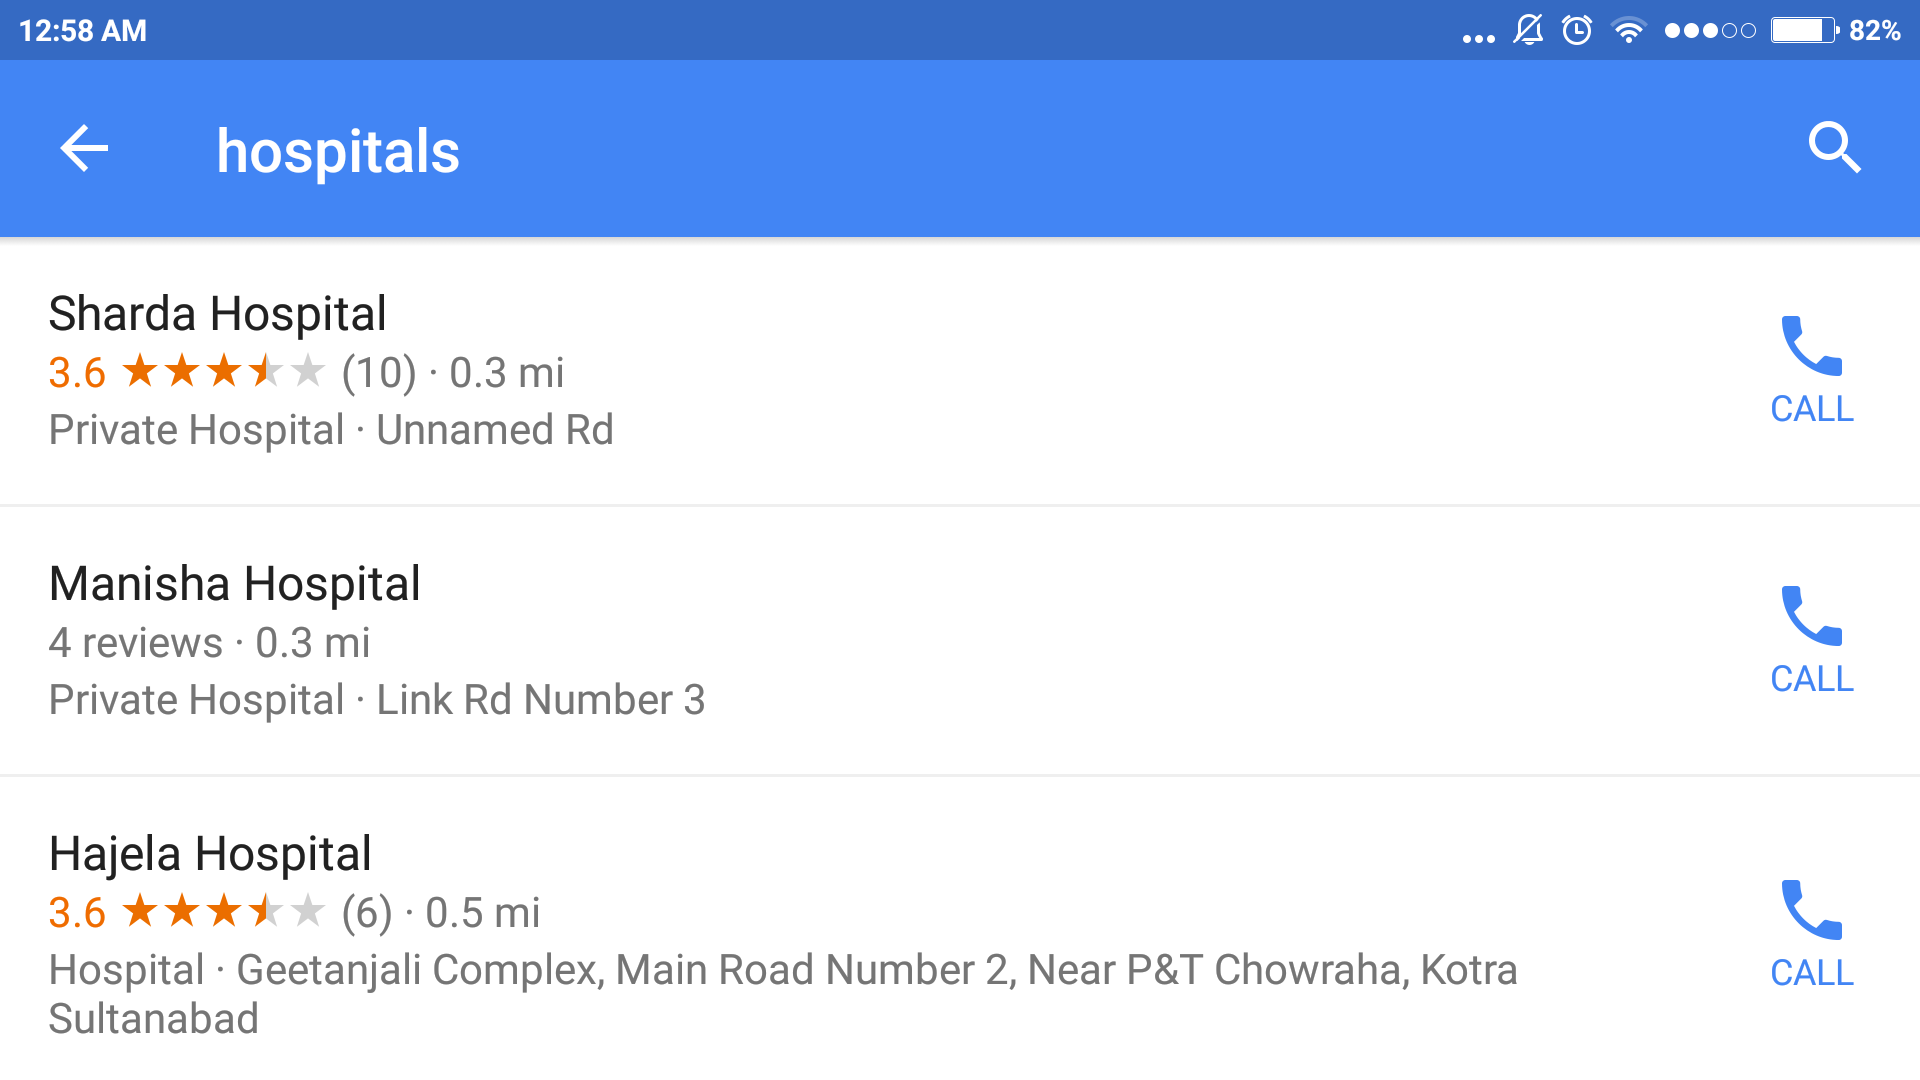 12:58 AM
82%
hospitals
Sharda Hospital
3.6 (10) · 0.3 mi
Private Hospital · Unnamed Rd
CALL
Manisha Hospital
4 reviews · 0.3 mi
Private Hospital · Link Rd Number 3
CALL
Hajela Hospital
3.6 (6) · 0.5 mi
Hospital · Geetanjali Complex, Main Road Number 2, Near P&T Chowraha, Kotra
Sultanabad
CALL